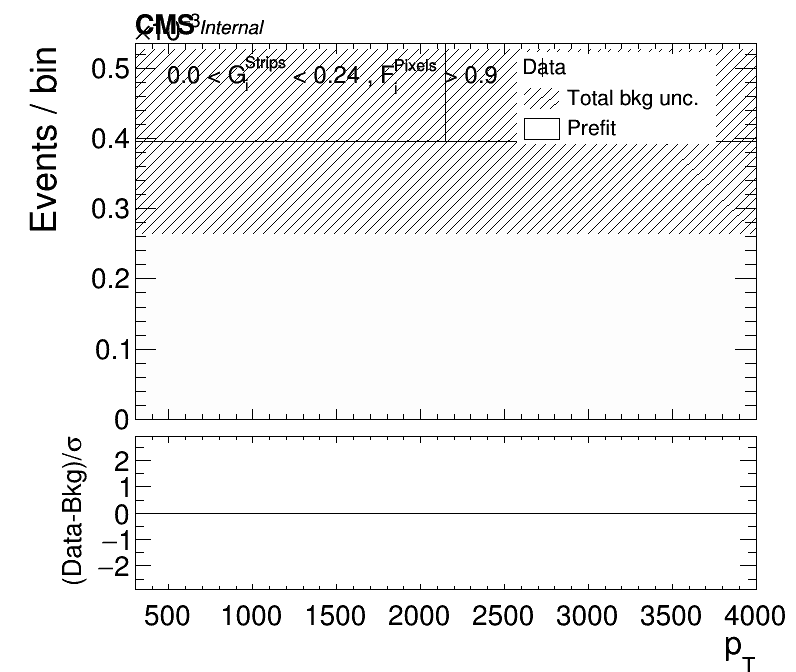 CMS Internal
×10³
0.0 < G_i^Strips < 0.24 , F_i^Pixels > 0.9
Data
Total bkg unc.
Prefit
Events / bin
0.5
0.4
0.3
0.2
0.1
0
(Data-Bkg)/σ
2
1
0
−1
−2
500 1000 1500 2000 2500 3000 3500 4000
p_T